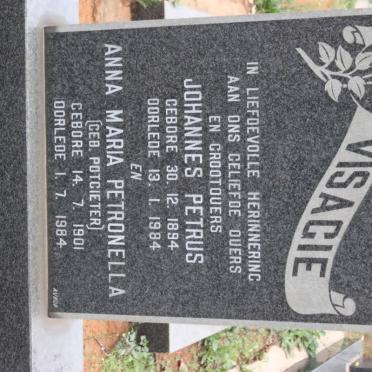 VISAGIE
IN LIEFDEVOLLE HERINNERING
AAN ONS GELIEFDE OUERS
EN GROOTOUERS
JOHANNES PETRUS
GEBORE 30. 12. 1894
OORLEDE 13. 1. 1984
EN
ANNA MARIA PETRONELLA
(GEB. POTGIETER)
GEBORE 14. 7. 1901
OORLEDE 1. 7. 1984.